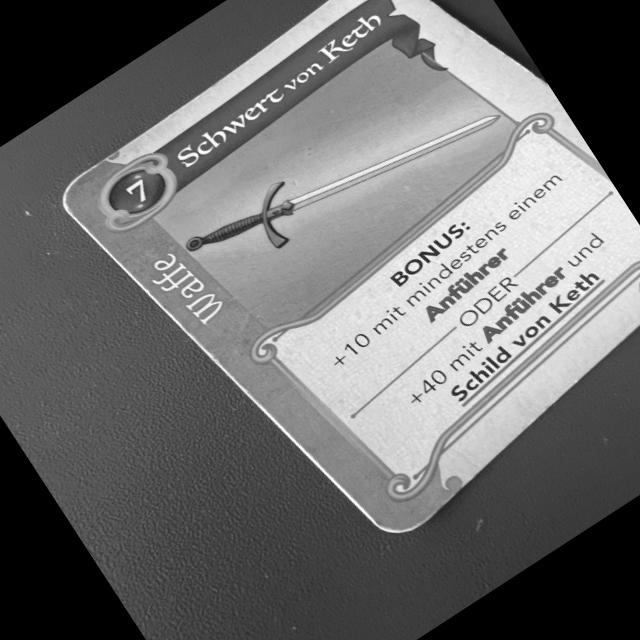 7
Schwert von Keth
Waffe
BONUS:
+10 mit mindestens einem
Anführer
ODER
+40 mit Anführer und
Schild von Keth